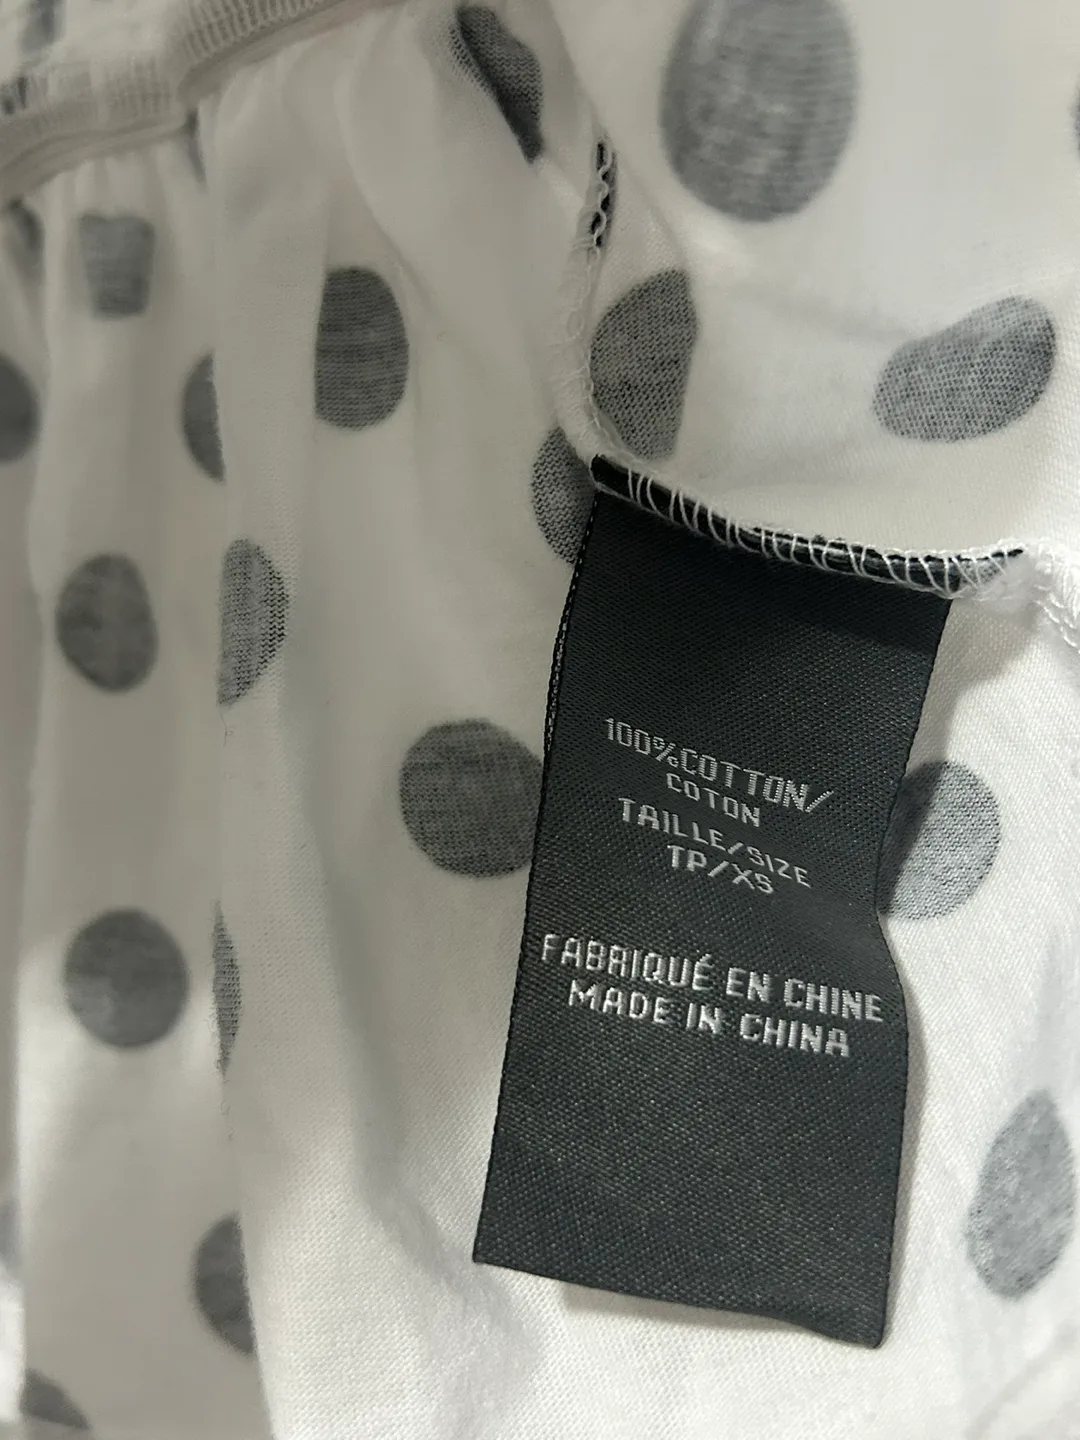 100%COTTON/
COTON
TAILLE/SIZE
TP/XS
FABRIQUÉ EN CHINE
MADE IN CHINA